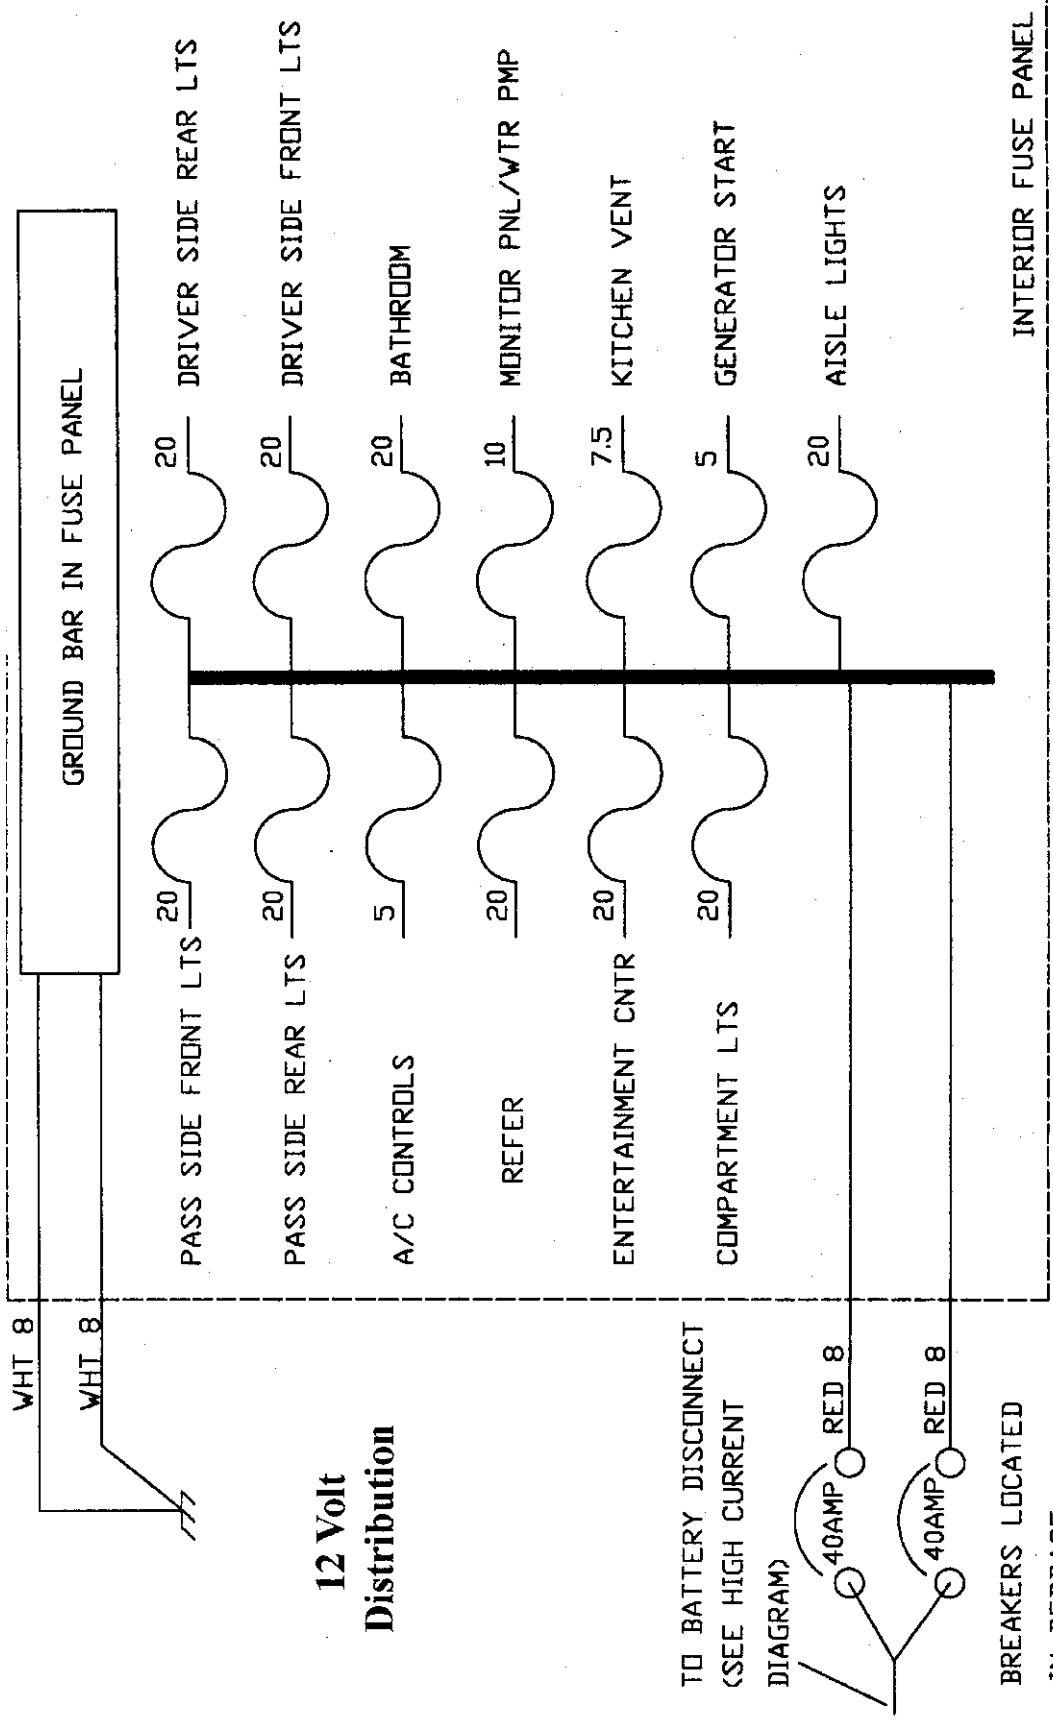 WHT 8
WHT 8
GROUND BAR IN FUSE PANEL
PASS SIDE FRONT LTS
20
20
DRIVER SIDE REAR LTS
PASS SIDE REAR LTS
20
20
DRIVER SIDE FRONT LTS
A/C CONTROLS
5
20
BATHROOM
REFER
20
10
MONITOR PNL/WTR PMP
ENTERTAINMENT CNTR
20
7.5
KITCHEN VENT
COMPARTMENT LTS
20
5
GENERATOR START
20
AISLE LIGHTS
INTERIOR FUSE PANEL
12 Volt
Distribution
TO BATTERY DISCONNECT
(SEE HIGH CURRENT
DIAGRAM)
40AMP
RED 8
40AMP
RED 8
BREAKERS LOCATED